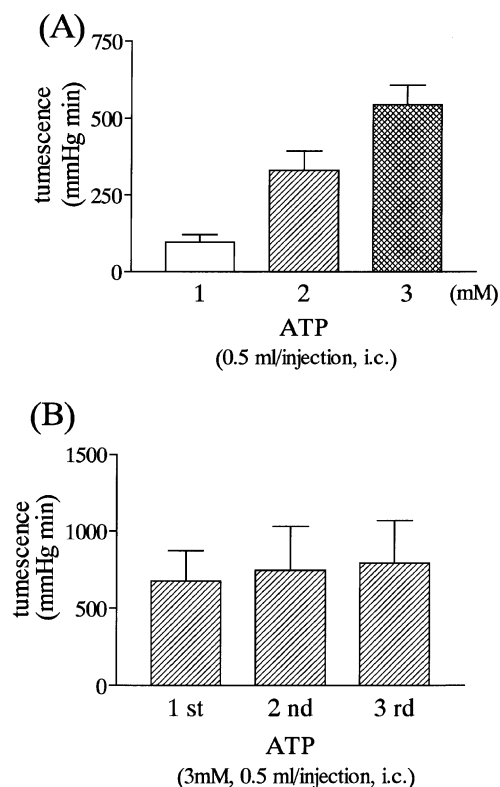 (A)
tumescence
(mmHg min)
750
500
250
0
1 2 3 (mM)
ATP
(0.5 ml/injection, i.c.)
(B)
tumescence
(mmHg min)
1500
1000
500
0
1 st 2 nd 3 rd
ATP
(3mM, 0.5 ml/injection, i.c.)